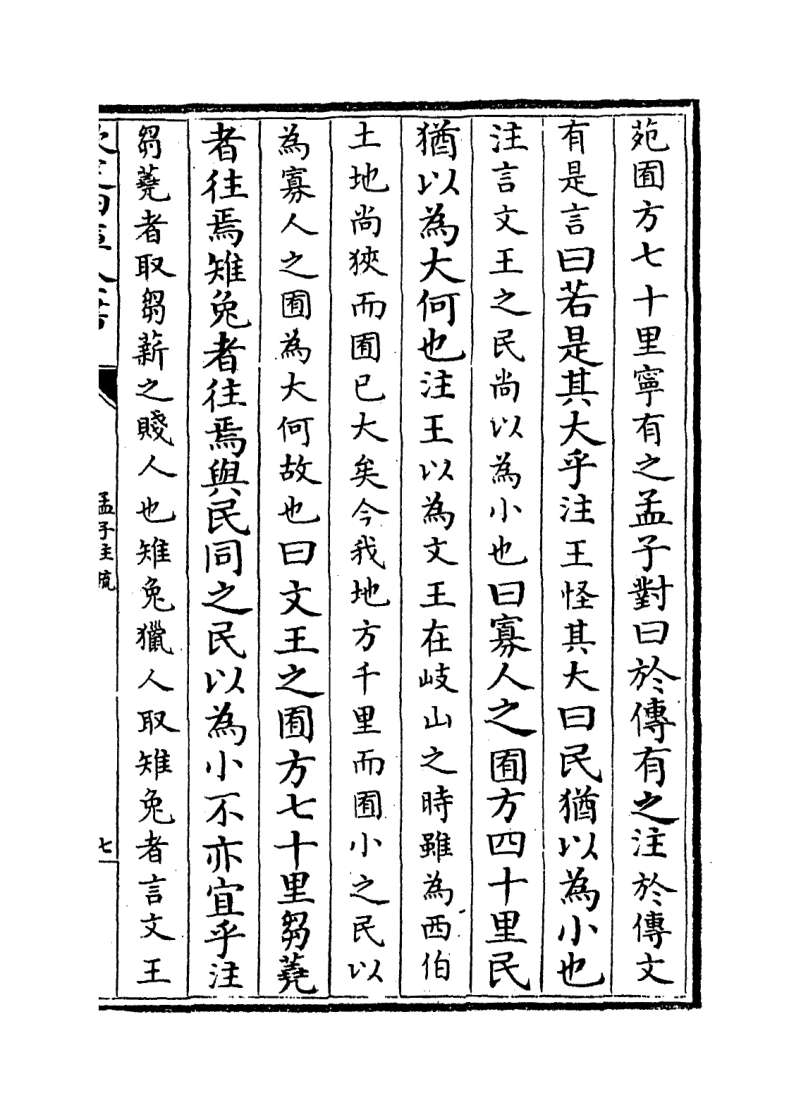 苑囿方七十里寧有之孟子對曰於傳有之注於傳文
有是言曰若是其大乎注王怪其大曰民猶以為小也
注言文王之民尚以為小也曰寡人之囿方四十里民
猶以為大何也注王以為文王在岐山之時雖為西伯
土地尚狹而囿已大矣今我地方千里而囿小之民以
為寡人之囿為大何故也曰文王之囿方七十里芻蕘
者往焉雉兔者往焉與民同之民以為小不亦宜乎注
芻蕘者取芻薪之賤人也雉兔獵人取雉兔者言文王
孟子注疏
七